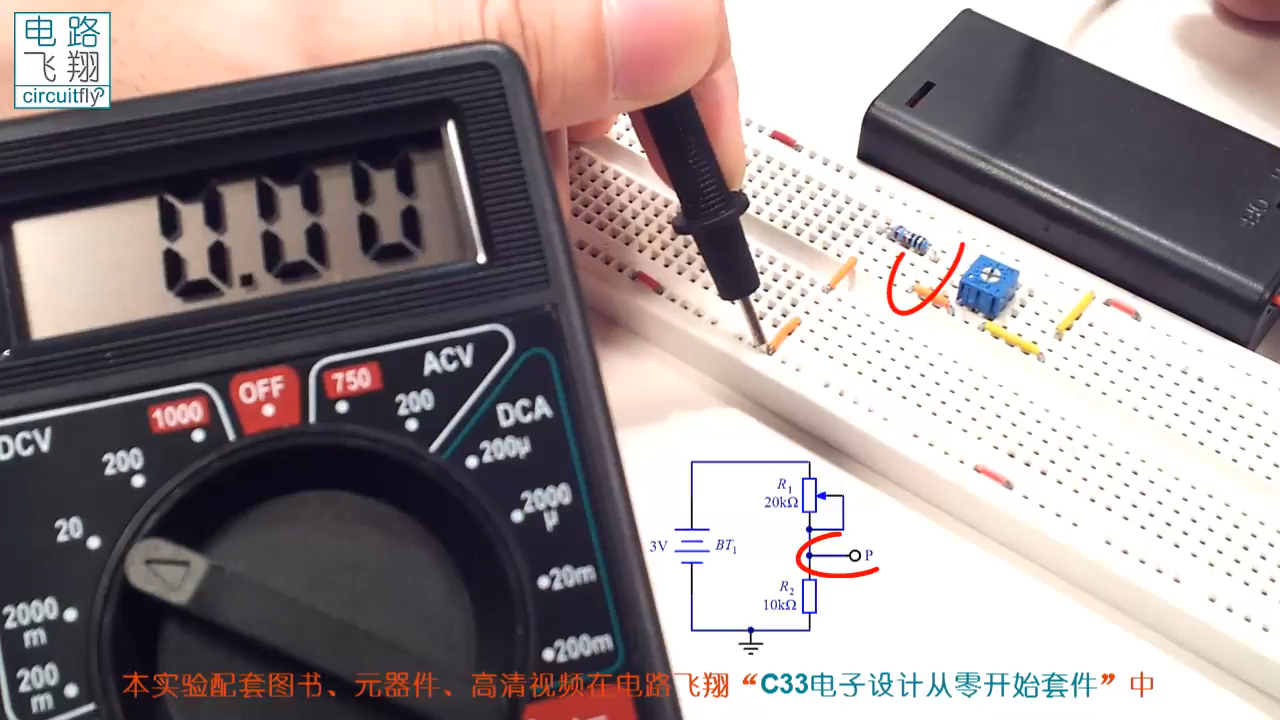 电路
飞翔
circuitfly
0.00
OFF
750
ACV
200
1000
DCV
200
20
2000
m
200
m
DCA
200μ
2000
μ
20m
200m
OFF
R1
20kΩ
3V
BT1
P
R2
10kΩ
本实验配套图书、元器件、高清视频在电路飞翔“C33电子设计从零开始套件”中